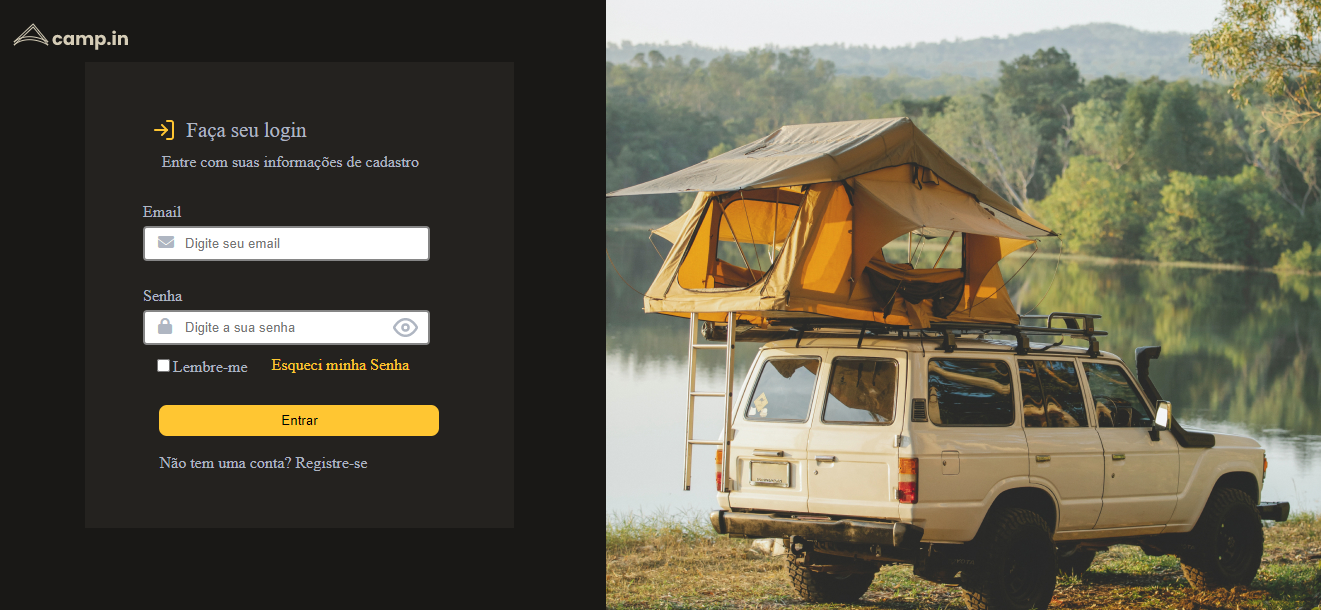 camp.in
Faça seu login
Entre com suas informações de cadastro
Email
Digite seu email
Senha
Digite a sua senha
Lembre-me Esqueci minha Senha
Entrar
Não tem uma conta? Registre-se